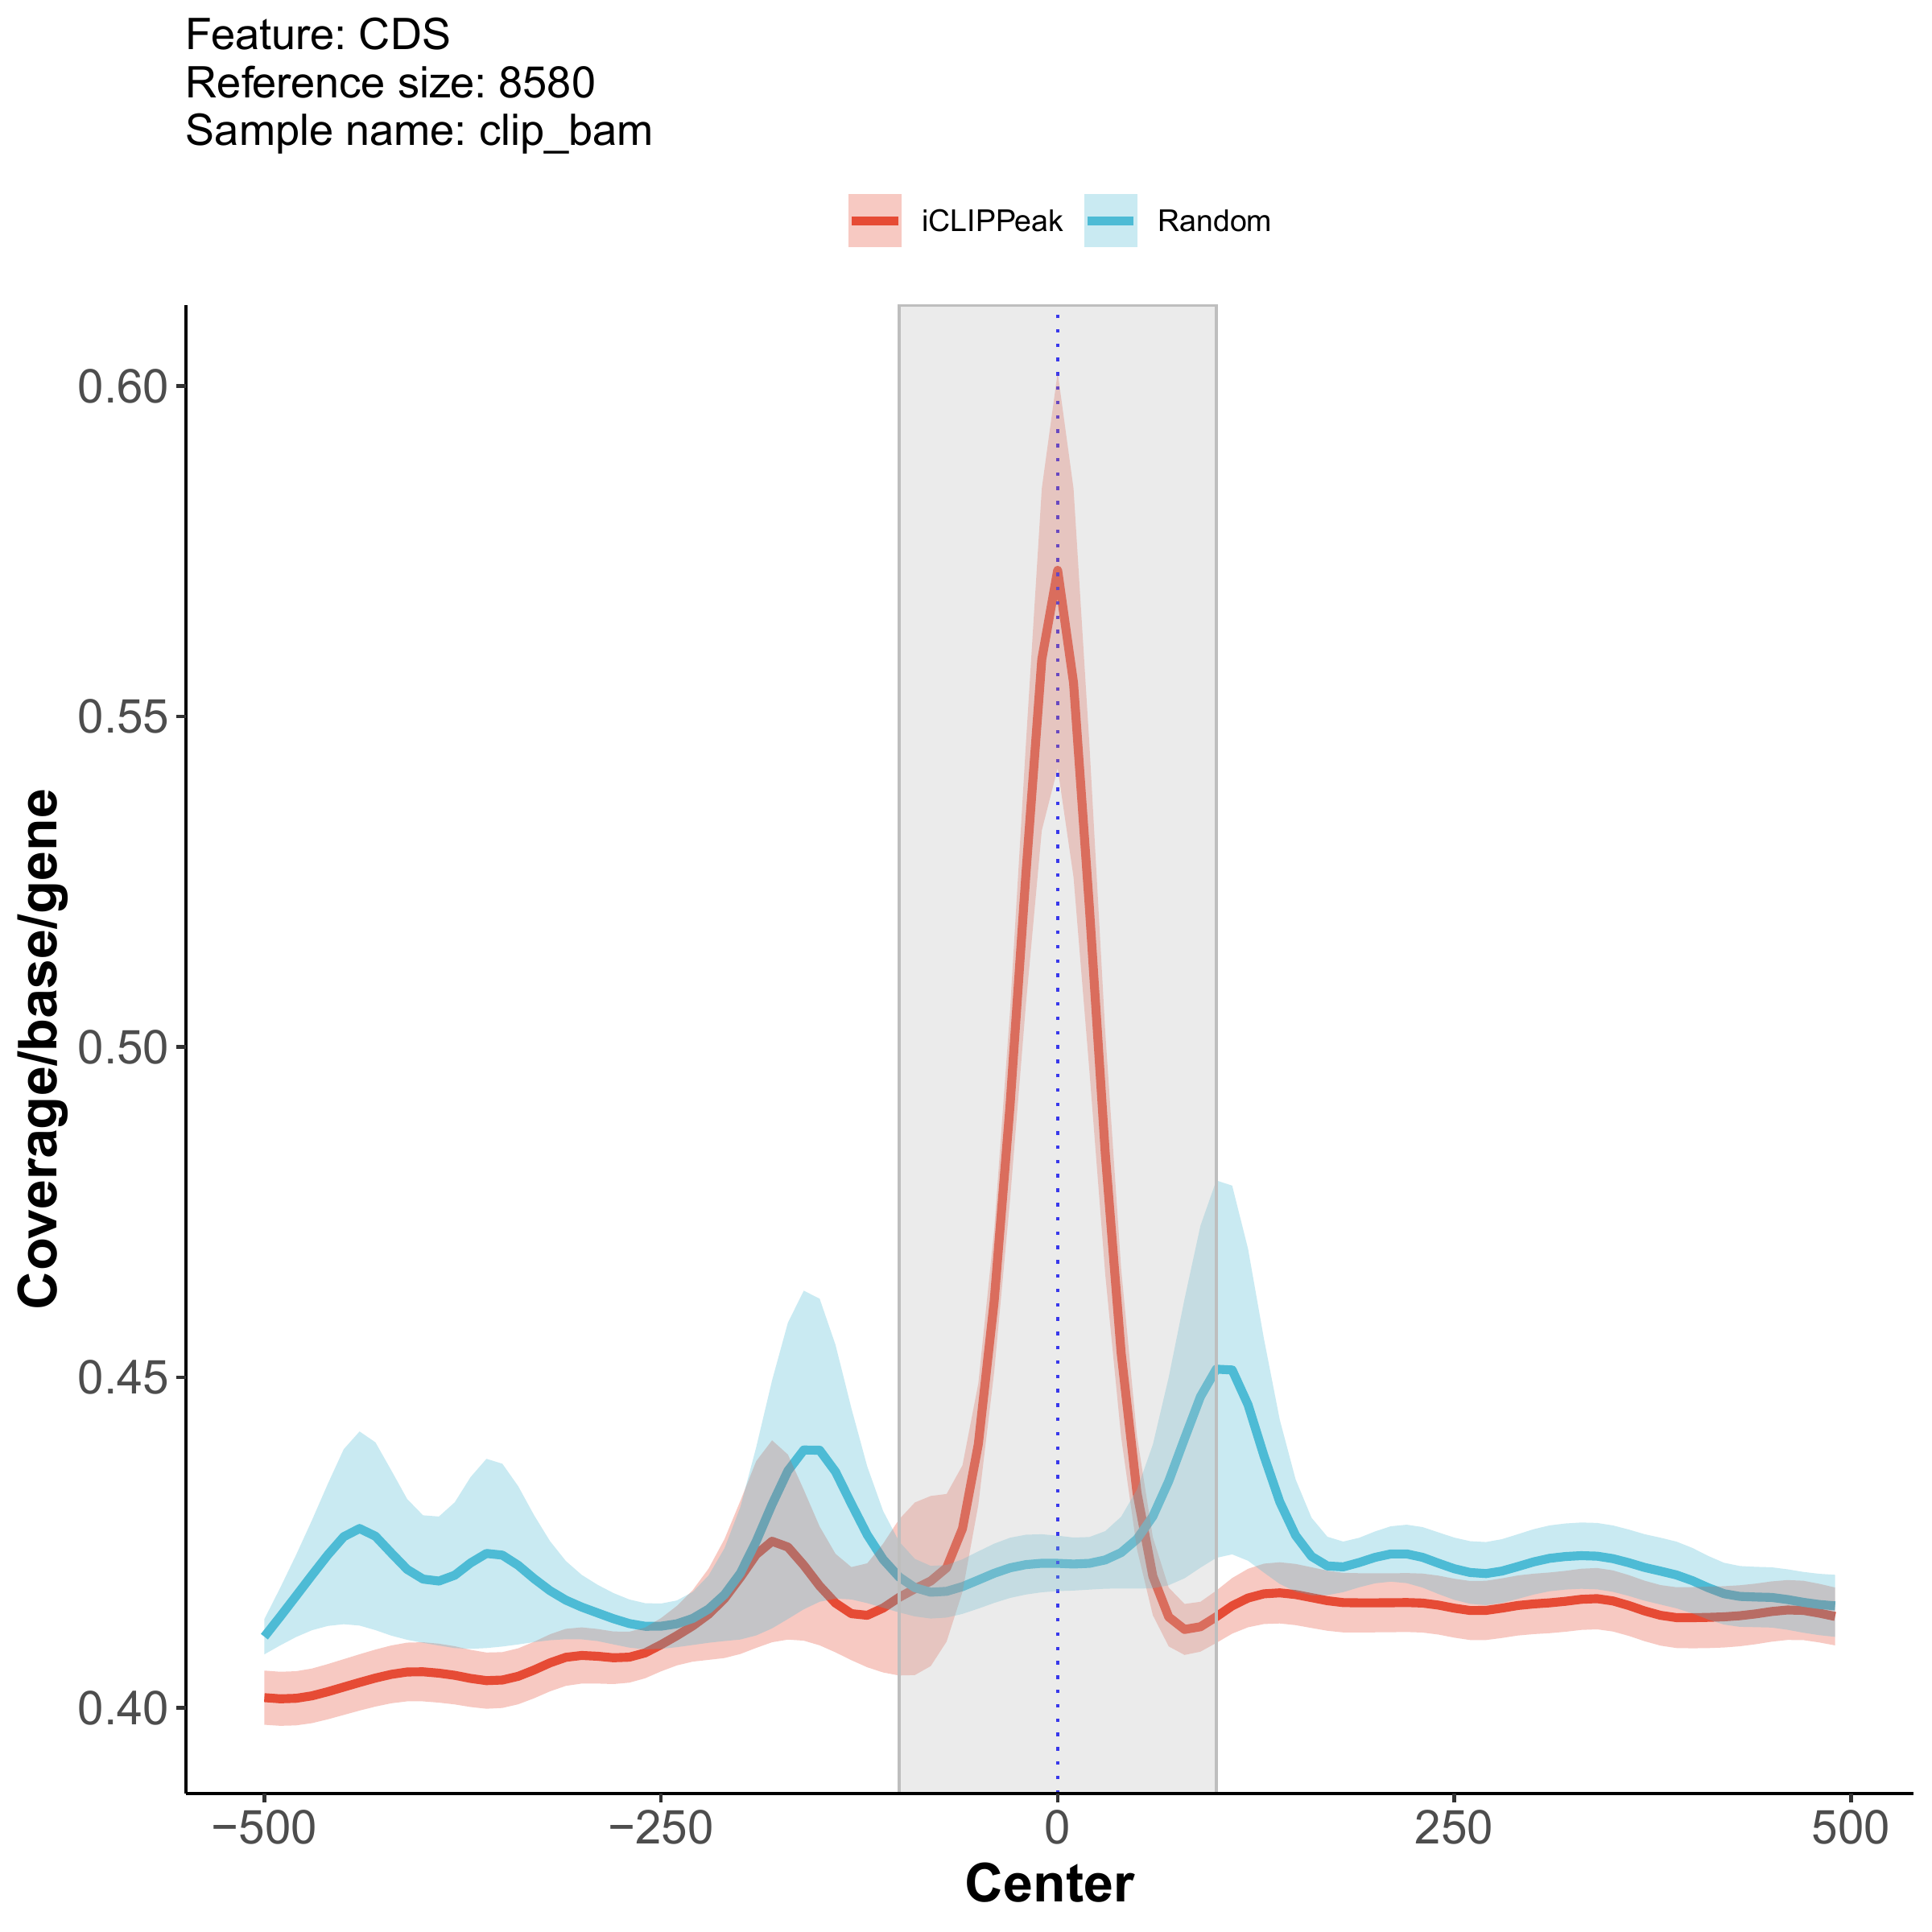 Feature: CDS
Reference size: 8580
Sample name: clip_bam
iCLIPPeak Random
0.60
0.55
0.50
0.45
0.40
Coverage/base/gene
−500 −250 0 250 500
Center